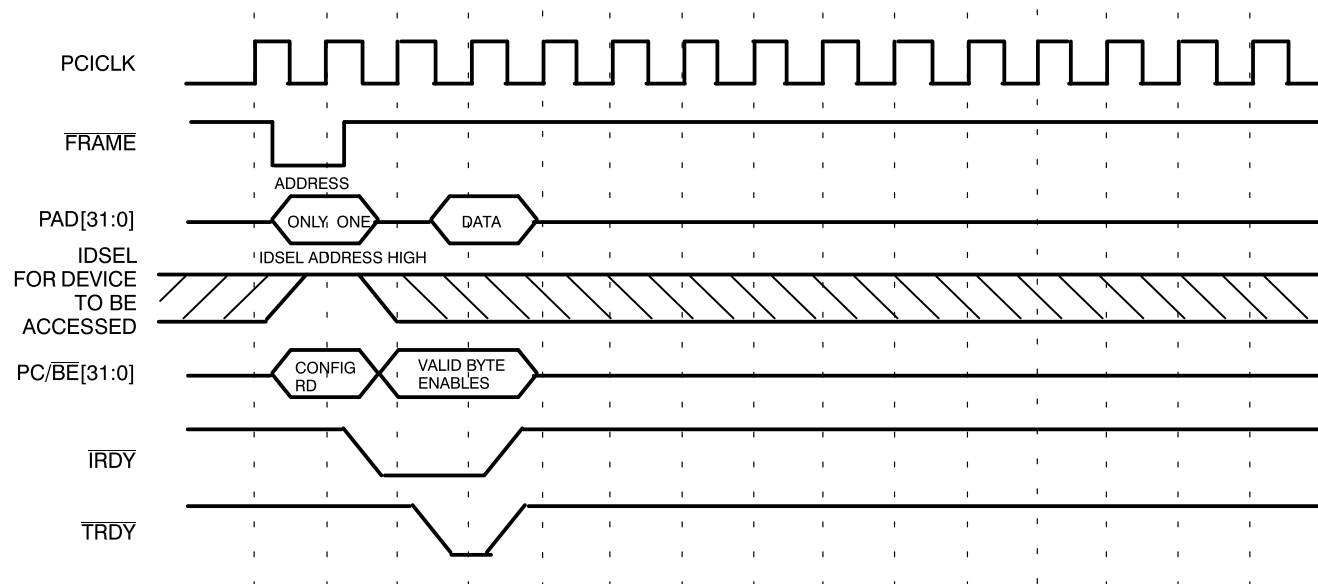 PCICLK
FRAME
ADDRESS
PAD[31:0]
ONLY ONE
DATA
IDSEL
FOR DEVICE
TO BE
ACCESSED
IDSEL ADDRESS HIGH
PC/BE[31:0]
CONFIG
RD
VALID BYTE
ENABLES
IRDY
TRDY